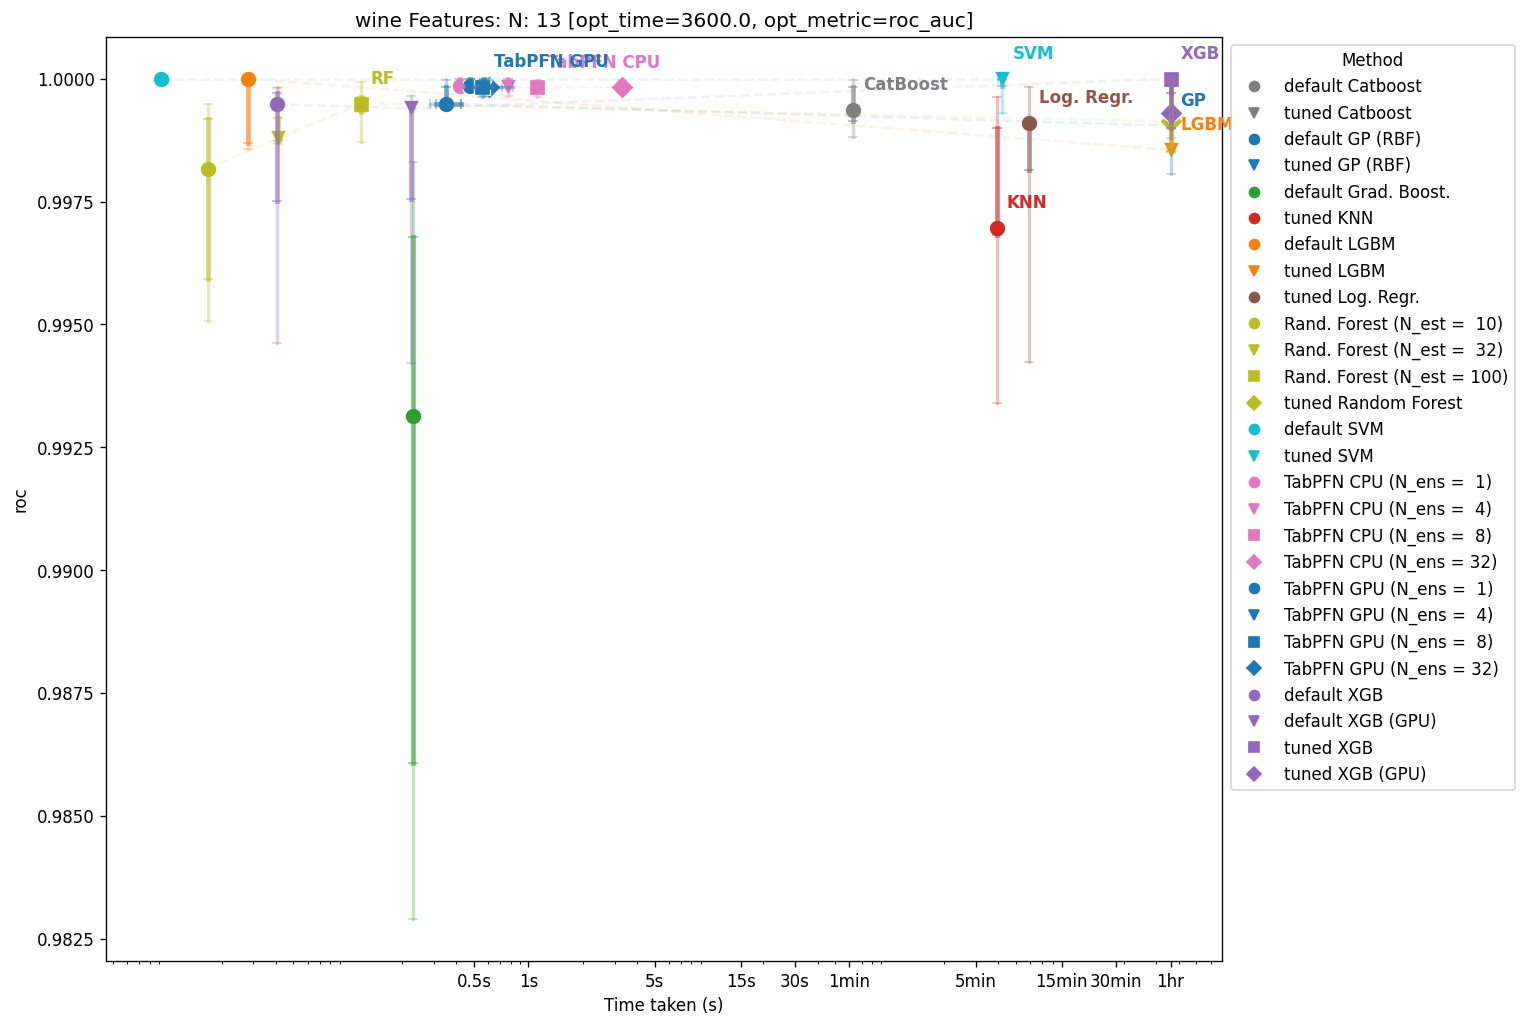 wine Features: N: 13 [opt_time=3600.0, opt_metric=roc_auc]
roc
1.0000
0.9975
0.9950
0.9925
0.9900
0.9875
0.9850
0.9825
RF
TabPFN GPU
TabPFN CPU
CatBoost
SVM
KNN
Log. Regr.
XGB
GP
LGBM
0.5s 1s 5s 15s 30s 1min 5min 15min 30min 1hr
Time taken (s)
Method
default Catboost
tuned Catboost
default GP (RBF)
tuned GP (RBF)
default Grad. Boost.
tuned KNN
default LGBM
tuned LGBM
tuned Log. Regr.
Rand. Forest (N_est =  10)
Rand. Forest (N_est =  32)
Rand. Forest (N_est = 100)
tuned Random Forest
default SVM
tuned SVM
TabPFN CPU (N_ens =  1)
TabPFN CPU (N_ens =  4)
TabPFN CPU (N_ens =  8)
TabPFN CPU (N_ens = 32)
TabPFN GPU (N_ens =  1)
TabPFN GPU (N_ens =  4)
TabPFN GPU (N_ens =  8)
TabPFN GPU (N_ens = 32)
default XGB
default XGB (GPU)
tuned XGB
tuned XGB (GPU)